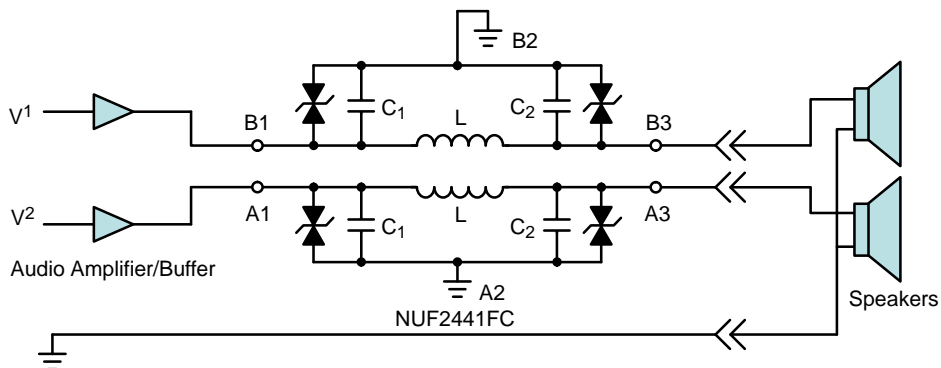 B2
V1
B1
C1
L
C2
B3
V2
A1
C1
L
C2
A3
Audio Amplifier/Buffer
A2
Speakers
NUF2441FC